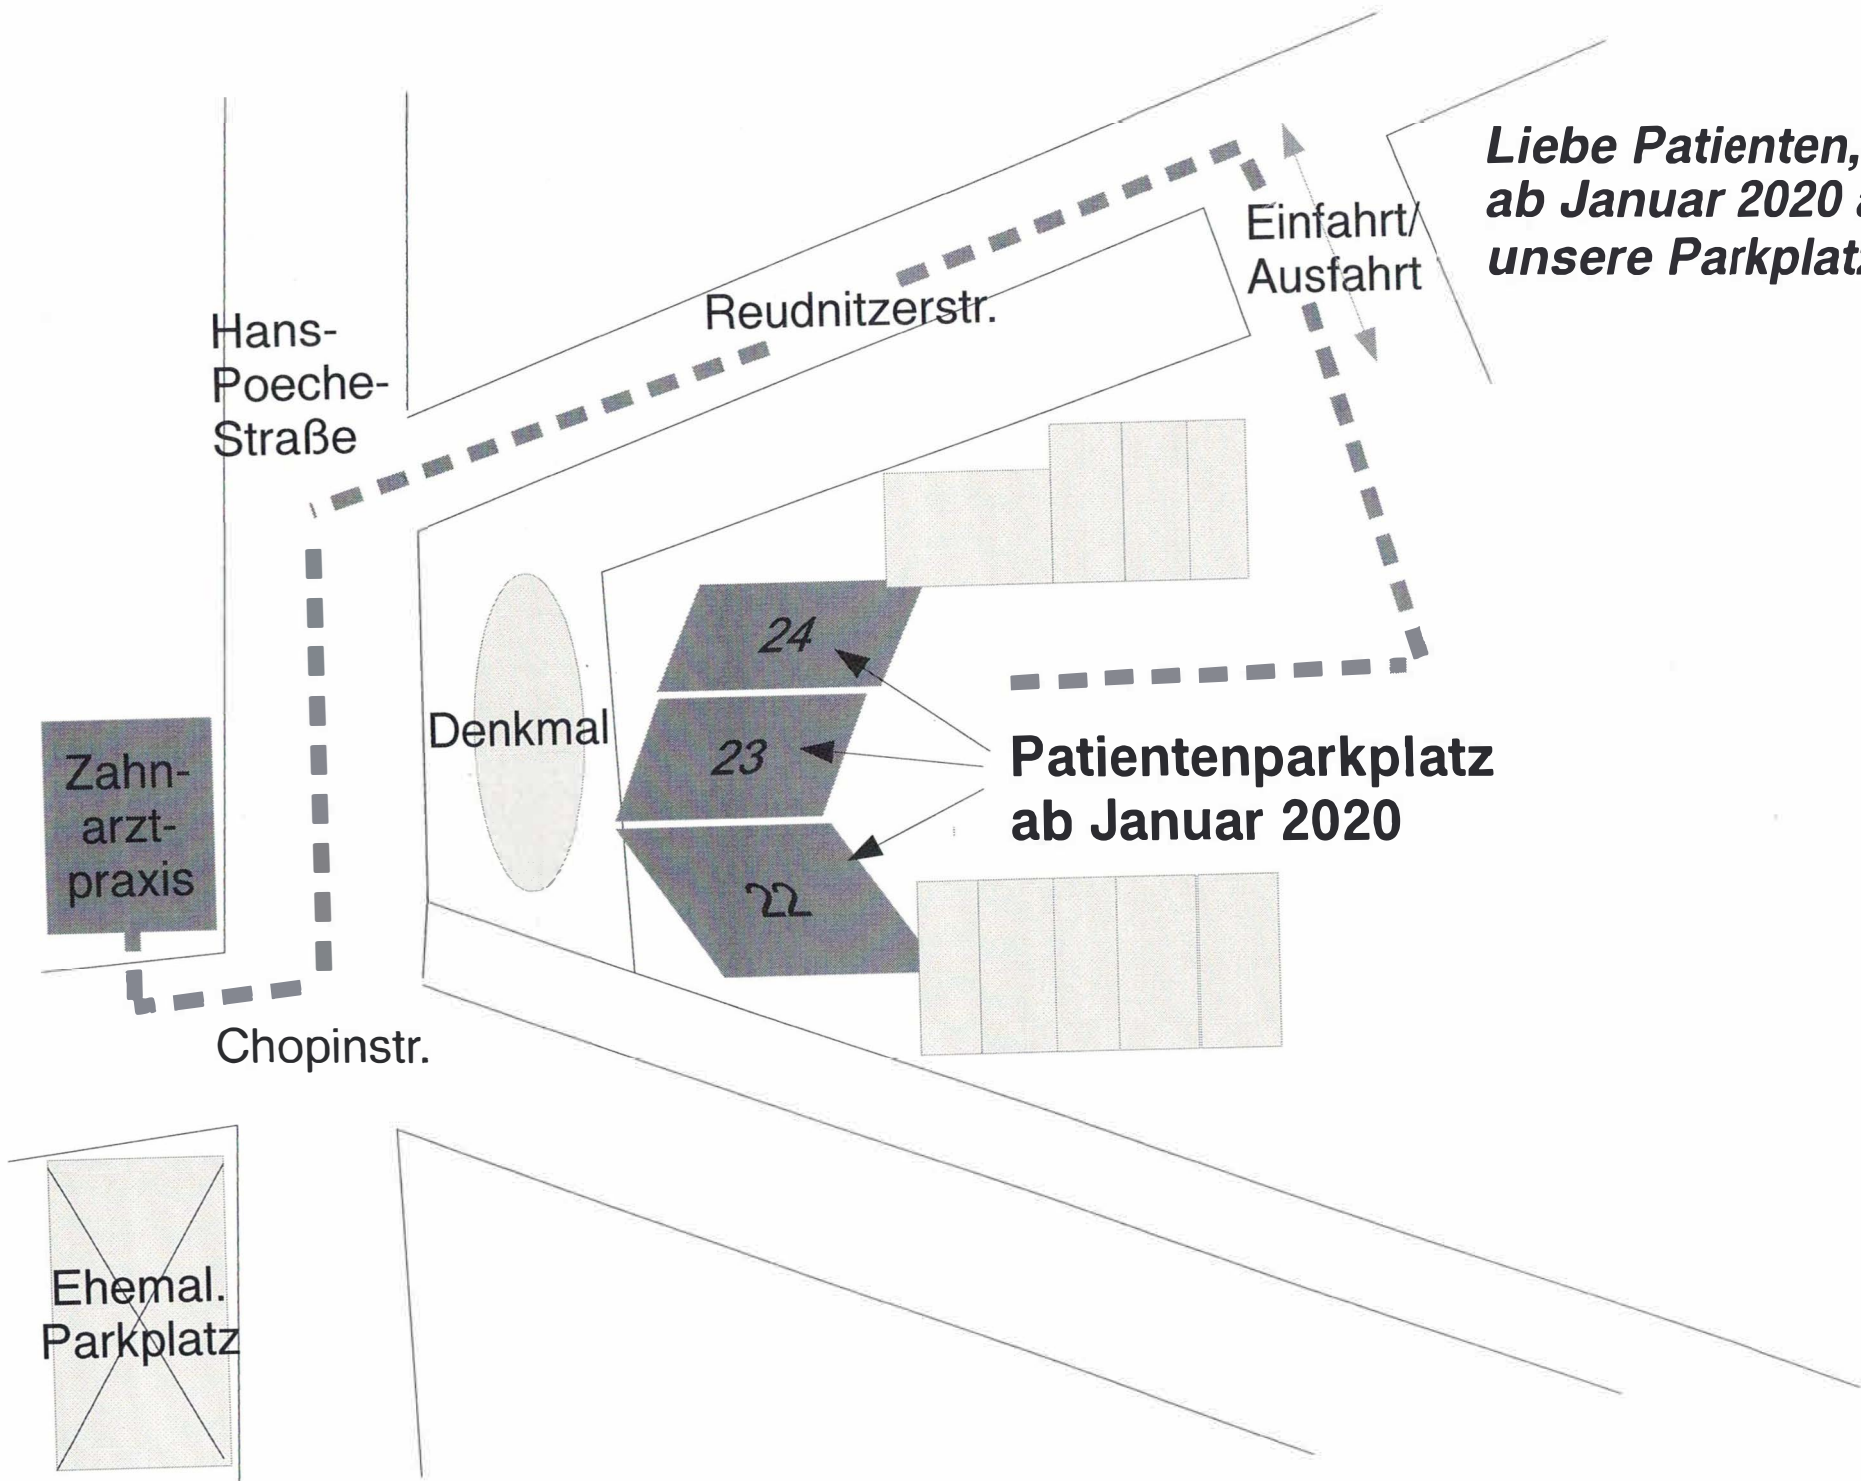 Liebe Patienten,
ab Januar 2020
unsere
Einfahrt/
Ausfahrt
Reudnitzerstr.
Hans-
Poeche-
Straße
24
Denkmal
23
Patientenparkplatz
ab Januar 2020
Zahn-
arzt-
praxis
22
Chopinstr.
Ehemal.
Parkplatz